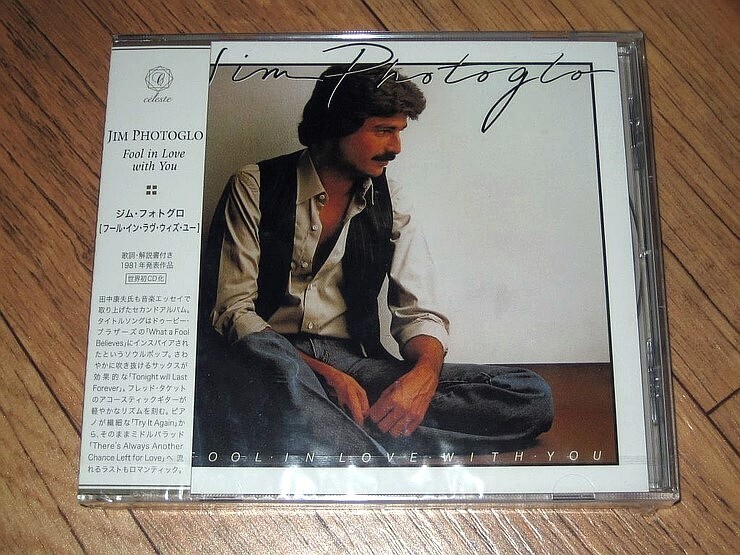 celeste
JIM PHOTOGLO
Fool in Love
with You
ジム・フォトグロ
[フール・イン・ラヴ・ウィズ・ユー]
歌詞・解説書付き
1981年発表作品
世界初CD化
田中康夫氏も音楽エッセイで
取り上げたセカンドアルバム。
タイトルソングはドゥービー・
ブラザーズの「What a Fool
Believes」にインスパイアされ
たというソウルポップ。さわ
やかに吹き抜けるサックスが
効果的な「Tonight will Last
Forever」。フレッド・タケット
のアコースティックギターが
軽やかなリズムを刻む。ピア
ノが繊細な「Try It Again」か
ら、そのままミドルバラッド
「There's Always Another
Chance Left for Love」へ流
れるラストもロマンティック。
Jim Photoglo
FOOL·IN·LOVE·WITH·YOU